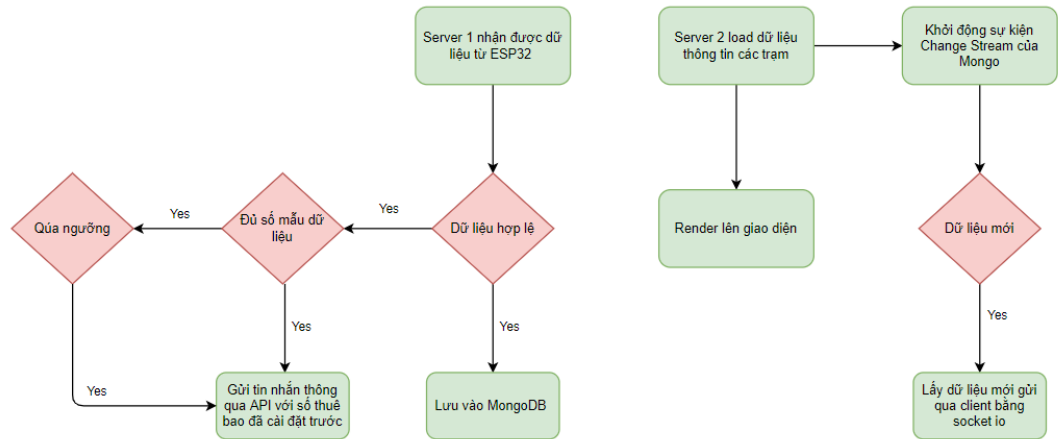 Server 1 nhận được dữ
liệu từ ESP32
Server 2 load dữ liệu
thông tin các trạm
Khởi động sự kiện
Change Stream của
Mongo
Qúa ngưỡng
Yes
Đủ số mẫu dữ
liệu
Yes
Dữ liệu hợp lệ
Render lên giao diện
Dữ liệu mới
Yes
Yes
Yes
Yes
Gửi tin nhắn thông
qua API với số thuê
bao đã cài đặt trước
Lưu vào MongoDB
Lấy dữ liệu mới gửi
qua client bằng
socket io